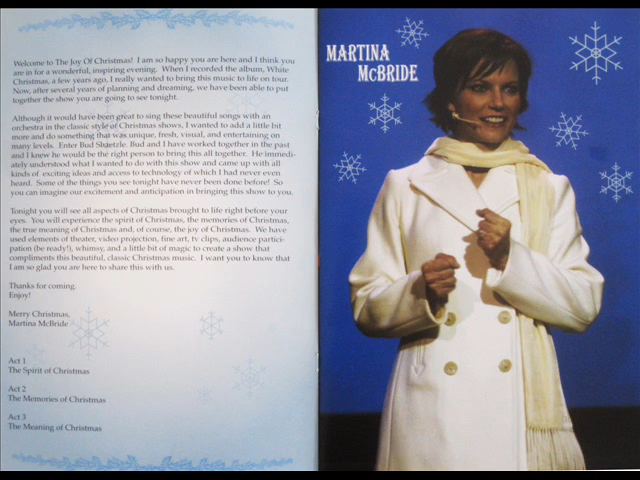 Welcome to The Joy Of Christmas! I am so happy you are here and I think you
are in for a wonderful, inspiring evening. When I recorded the album, White
Christmas, a few years ago, I really wanted to bring this music to life on tour.
Now, after several years of planning and dreaming, we have been able to put
together the show you are going to see tonight.
Although it would have been great to sing these beautiful songs with an
orchestra in the classic style of Christmas shows, I wanted to add a little bit
more and do something that was unique, fresh, visual, and entertaining on
many levels. Enter Bud Shaetzle. Bud and I have worked together in the past
and I knew he would be the right person to bring this all together. He immedi-
ately understood what I wanted to do with this show and came up with all
kinds of exciting ideas and access to technology of which I had never even
heard. Some of the things you see tonight have never been done before! So
you can imagine our excitement and anticipation in bringing this show to you.
Tonight you will see all aspects of Christmas brought to life right before your
eyes. You will experience the spirit of Christmas, the memories of Christmas,
the true meaning of Christmas and, of course, the joy of Christmas. We have
used elements of theater, video projection, fine art, tv clips, audience partici-
pation (be ready!), whimsy, and a little bit of magic to create a show that
compliments this beautiful, classic Christmas music. I want you to know that
I am so glad you are here to share this with us.
Thanks for coming.
Enjoy!
Merry Christmas,
Martina McBride
Act 1
The Spirit of Christmas
Act 2
The Memories of Christmas
Act 3
The Meaning of Christmas
MARTINA
McBRIDE